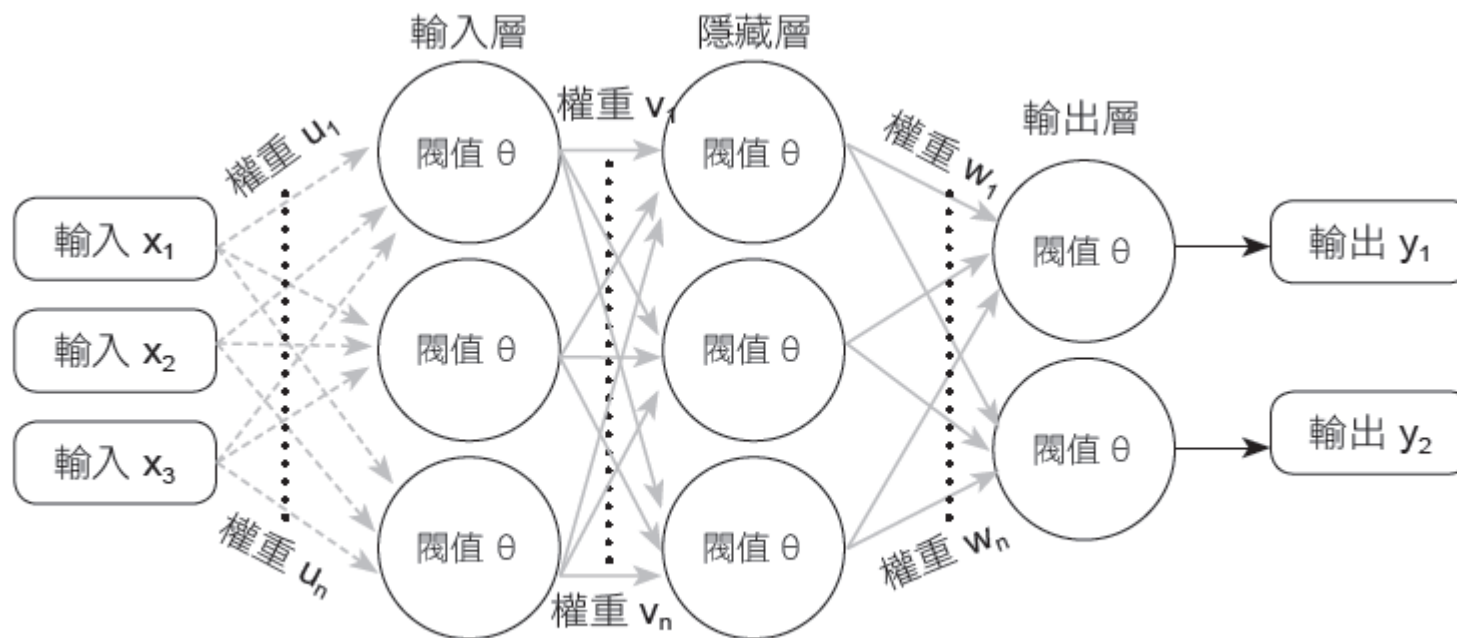 輸入層
隱藏層
輸出層
權重 u₁
權重 v₁
權重 w₁
閥值 θ
閥值 θ
閥值 θ
輸入 x₁
輸出 y₁
輸入 x₂
閥值 θ
閥值 θ
輸入 x₃
閥值 θ
輸出 y₂
閥值 θ
閥值 θ
權重 uₙ
權重 vₙ
權重 wₙ